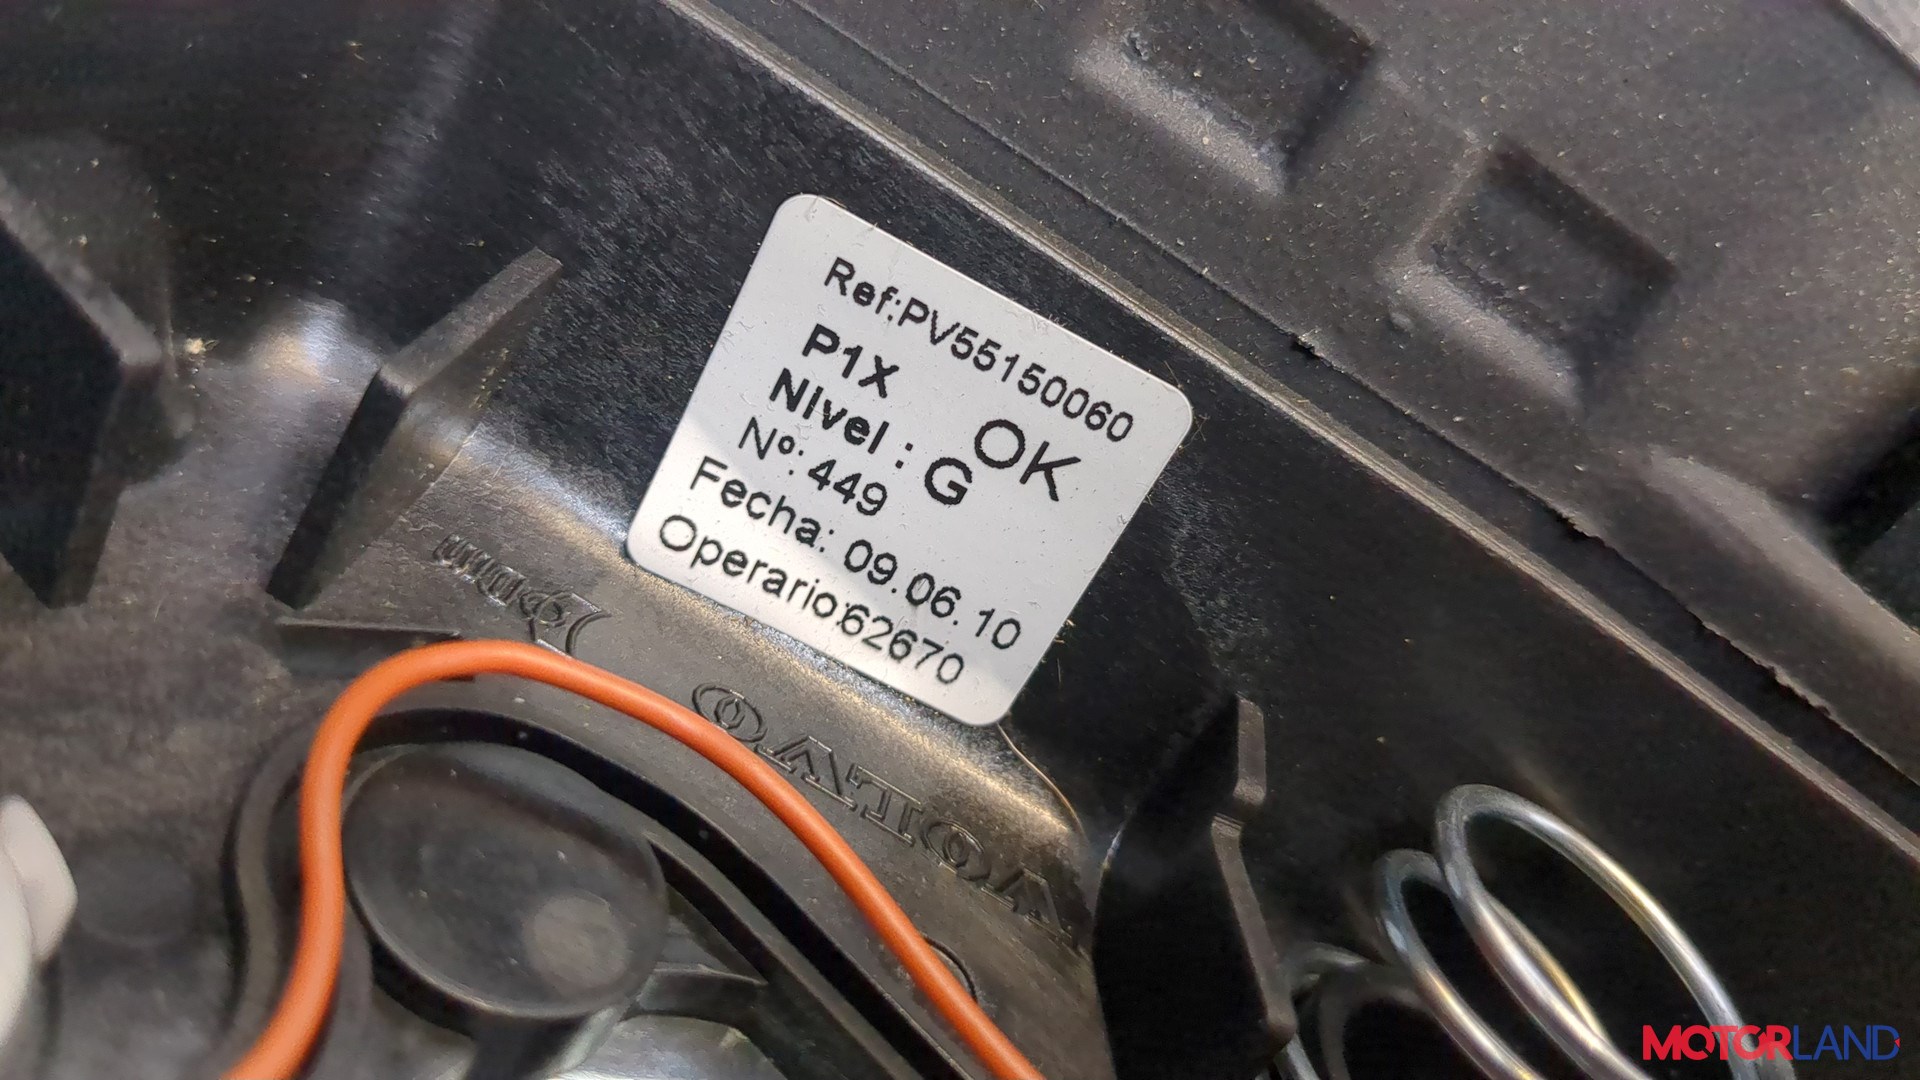 Ref:PV55150060
P1X
OK
Nivel : G
Nº: 449
Fecha: 09.06.10
Operario:62670
VOLVO
MOTORLAND